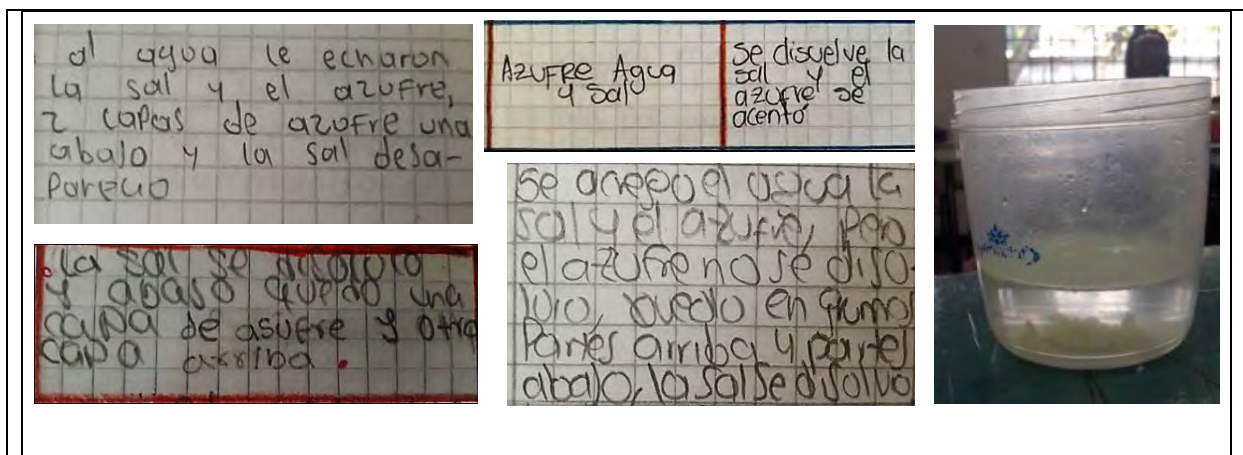 al agua le echaron
la sal y el azufre,
2 capas de azufre una
abajo y la sal desa-
parecio
AZUFRE Agua
y Sal
se disuelve la
sal y el
azufre se
acentó
La sal se disolvio
y abaso quedo una
capa de asufre y otra
capa arriba.
Se agrego el agua la
sal y el azufre, pero
el azufre no se diso-
lvio, quedo en grumos
Partes arriba y partes
abajo, la sal se disolvo